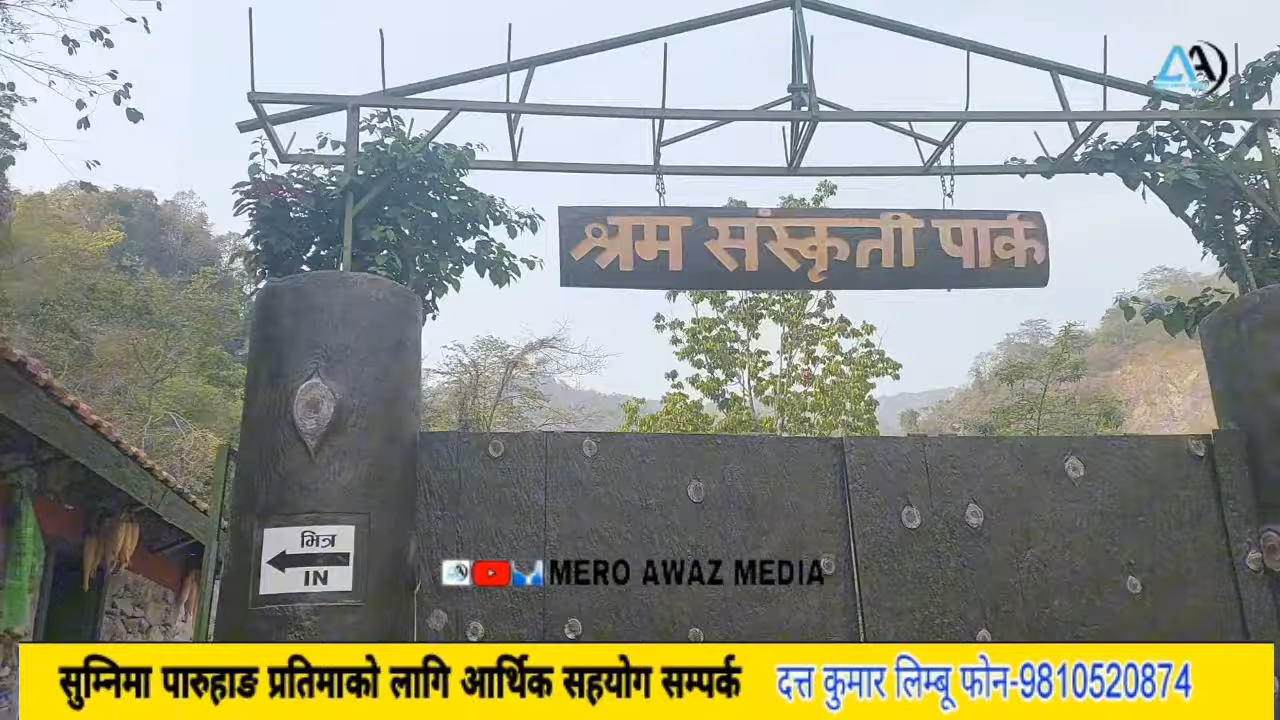 श्रम संस्कृती पार्क
भित्र
IN
MERO AWAZ MEDIA
सुम्निमा पारुहाङ प्रतिमाको लागि आर्थिक सहयोग सम्पर्क दत्त कुमार लिम्बू फोन-9810520874